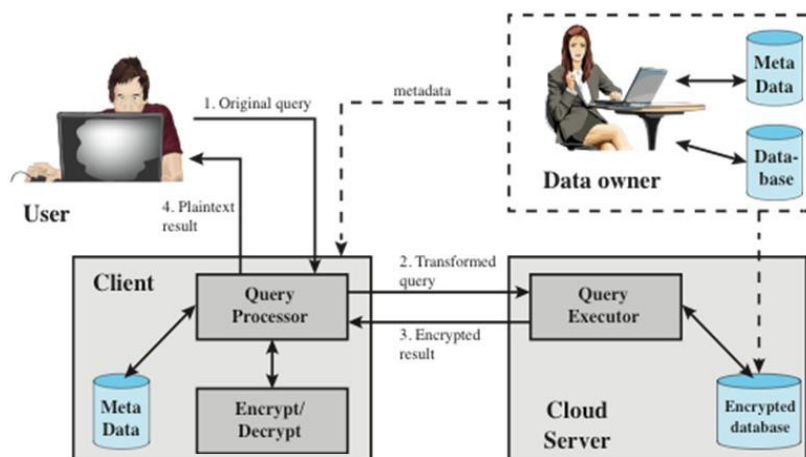 1. Original query
metadata
Meta
Data
Data-
base
Data owner
User
4. Plaintext
result
Client
Query
Processor
2. Transformed
query
3. Encrypted
result
Query
Executor
Meta
Data
Encrypt/
Decrypt
Cloud
Server
Encrypted
database